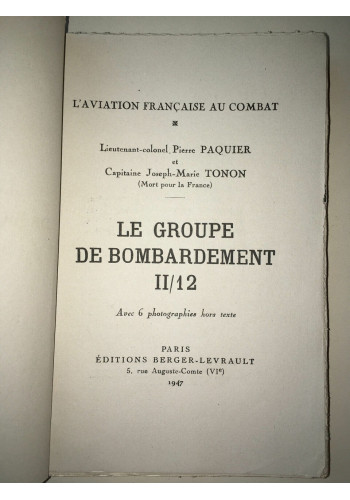 L'AVIATION FRANÇAISE AU COMBAT
Lieutenant-colonel Pierre PAQUIER
et
Capitaine Joseph-Marie TONON
(Mort pour la France)
LE GROUPE
DE BOMBARDEMENT
II/12
Avec 6 photographies hors texte
PARIS
ÉDITIONS BERGER-LEVRAULT
5, rue Auguste-Comte (VIe)
1947